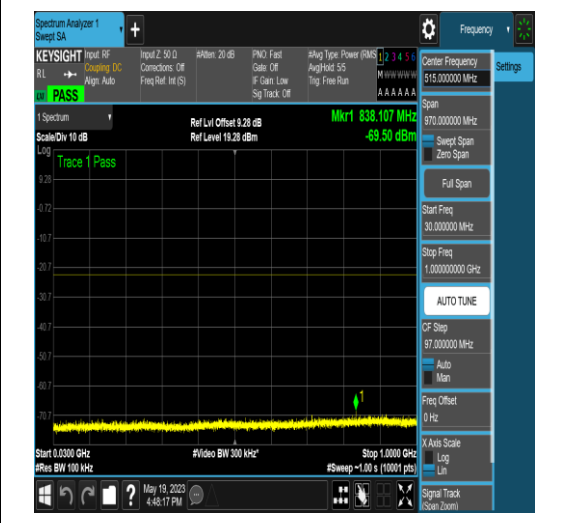 Spectrum Analyzer 1
Swept SA
+
Frequency
KEYSIGHT
RL
PASS
Input: RF
Coupling: DC
Align: Auto
Input Z: 50 Ω
Corrections: Off
Freq Ref: Int (S)
#Atten: 20 dB
PNO: Fast
Gate: Off
IF Gain: Low
Sig Track: Off
#Avg Type: Power (RMS
Avg|Hold: 5/5
Trig: Free Run
1 2 3 4 5 6
M W W W W W
A A A A A A
1 Spectrum
Scale/Div 10 dB
Ref Lvl Offset 9.28 dB
Ref Level 19.28 dBm
Mkr1 838.107 MHz
-69.50 dBm
Log
Trace 1 Pass
9.28
-0.72
-10.7
-20.7
-30.7
-40.7
-50.7
-60.7
-70.7
1
Start 0.0300 GHz
#Res BW 100 kHz
#Video BW 300 kHz*
Stop 1.0000 GHz
#Sweep ~1.00 s (10001 pts)
?
May 19, 2023
4:48:17 PM
Center Frequency
515.000000 MHz
Span
970.000000 MHz
Swept Span
Zero Span
Full Span
Start Freq
30.000000 MHz
Stop Freq
1.000000000 GHz
AUTO TUNE
CF Step
97.000000 MHz
Auto
Man
Freq Offset
0 Hz
X Axis Scale
Log
Lin
Signal Track
(Span Zoom)
Settings